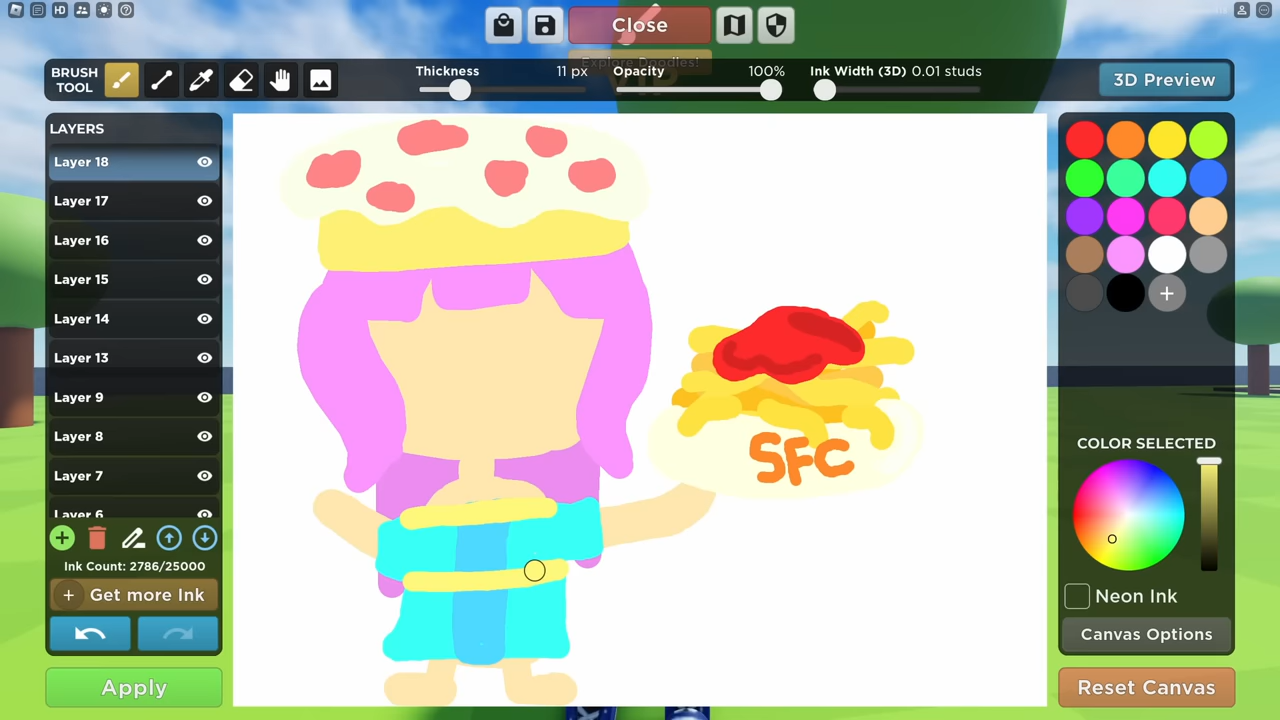 Close
Explore Doodles!
BRUSH
TOOL
Thickness
11 px
Opacity
100%
Ink Width (3D) 0.01 studs
3D Preview
LAYERS
Layer 18
Layer 17
Layer 16
Layer 15
Layer 14
Layer 13
Layer 9
Layer 8
Layer 7
Layer 6
Ink Count: 2786/25000
+ Get more Ink
Apply
SFC
COLOR SELECTED
Neon Ink
Canvas Options
Reset Canvas
HD